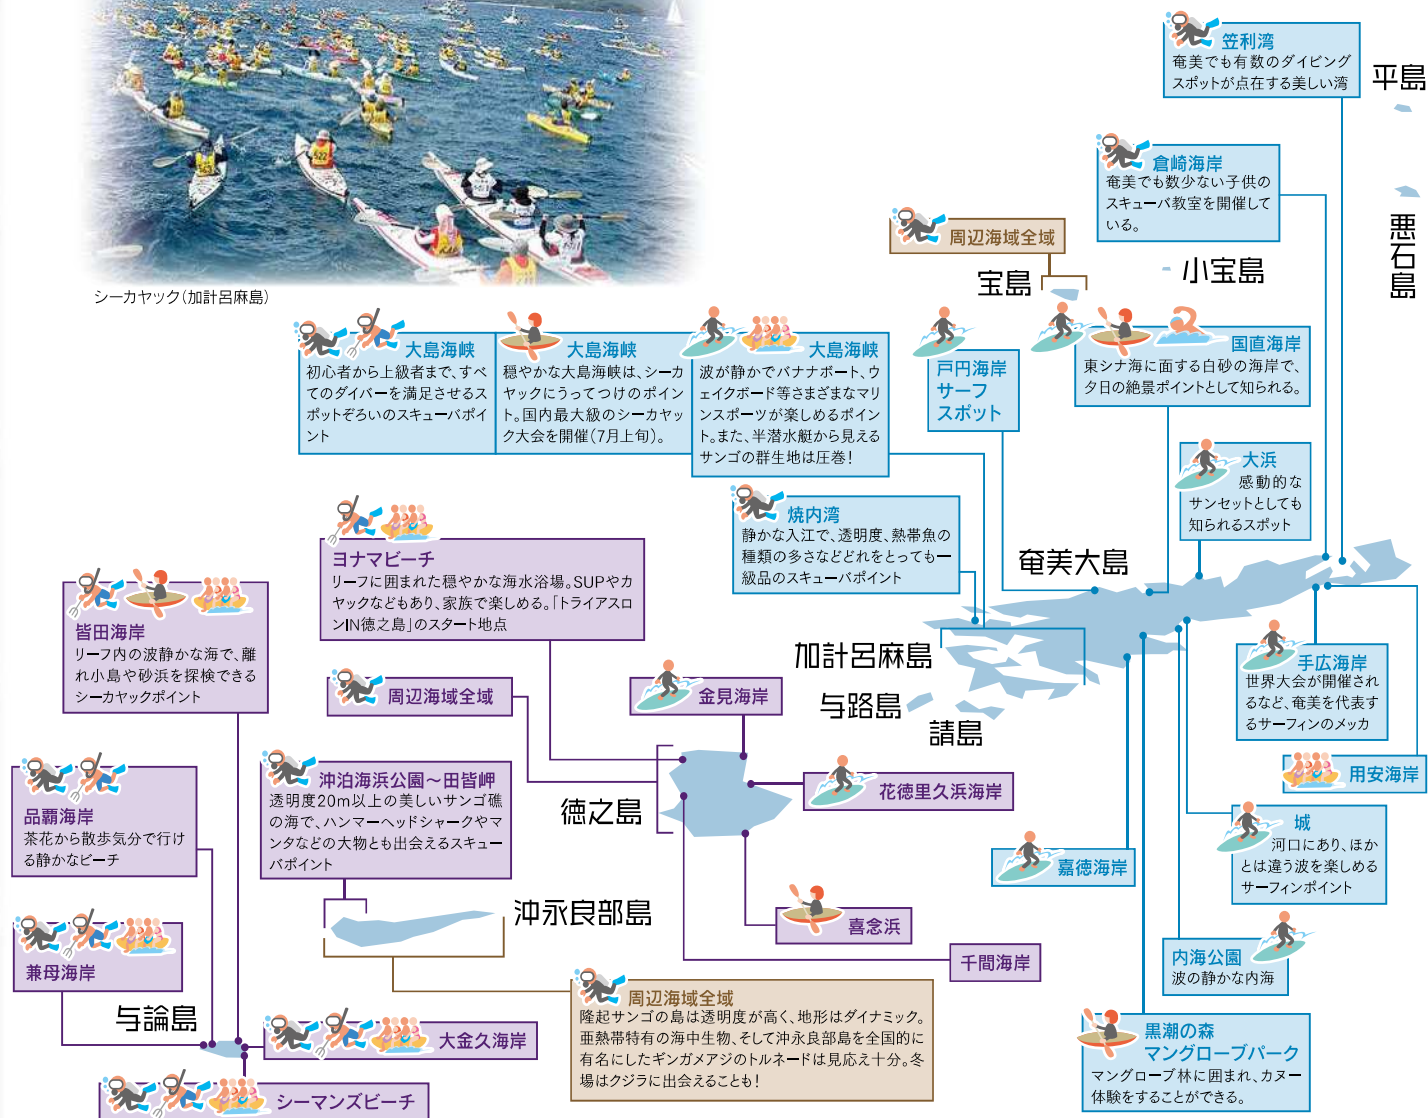 シーカヤック（加計呂麻島）
笠利湾
奄美でも有数のダイビング
スポットが点在する美しい湾
平島
倉崎海岸
奄美でも数少ない子供の
スキューバ教室を開催して
いる。
悪石島
周辺海域全域
宝島
小宝島
大島海峡
初心者から上級者まで、すべ
てのダイバーを満足させるス
ポットぞろいのスキューバポイ
ント
大島海峡
穏やかな大島海峡は、シーカ
ヤックにうってつけのポイン
ト。国内最大級のシーカヤッ
ク大会を開催（7月上旬）。
大島海峡
波が静かでバナナボート、ウ
ェイクボード等さまざまなマリ
ンスポーツが楽しめるポイン
ト。また、半潜水艇から見える
サンゴの群生地は圧巻！
戸円海岸
サーフ
スポット
国直海岸
東シナ海に面する白砂の海岸で、
夕日の絶景ポイントとして知られる。
大浜
感動的な
サンセットとしても
知られるスポット
焼内湾
静かな入江で、透明度、熱帯魚の
種類の多さなどどれをとっても一
級品のスキューバポイント
奄美大島
ヨナマビーチ
リーフに囲まれた穏やかな海水浴場。SUPやカ
ヤックなどもあり、家族で楽しめる。「トライアスロ
ンIN徳之島」のスタート地点
皆田海岸
リーフ内の波静かな海で、離
れ小島や砂浜を探検できる
シーカヤックポイント
加計呂麻島
与路島
請島
手広海岸
世界大会が開催され
るなど、奄美を代表す
るサーフィンのメッカ
周辺海域全域
金見海岸
用安海岸
沖泊海浜公園～田皆岬
透明度20m以上の美しいサンゴ礁
の海で、ハンマーヘッドシャークやマ
ンタなどの大物とも出会えるスキュー
バポイント
徳之島
花徳里久浜海岸
品覇海岸
茶花から散歩気分で行け
る静かなビーチ
城
河口にあり、ほか
とは違う波を楽しめる
サーフィンポイント
嘉徳海岸
沖永良部島
喜念浜
兼母海岸
千間海岸
内海公園
波の静かな内海
与論島
周辺海域全域
隆起サンゴの島は透明度が高く、地形はダイナミック。
亜熱帯特有の海中生物、そして沖永良部島を全国的に
有名にしたギンガメアジのトルネードは見応え十分。冬
場はクジラに出会えることも！
大金久海岸
黒潮の森
マングローブパーク
マングローブ林に囲まれ、カヌー
体験をすることができる。
シーマンズビーチ